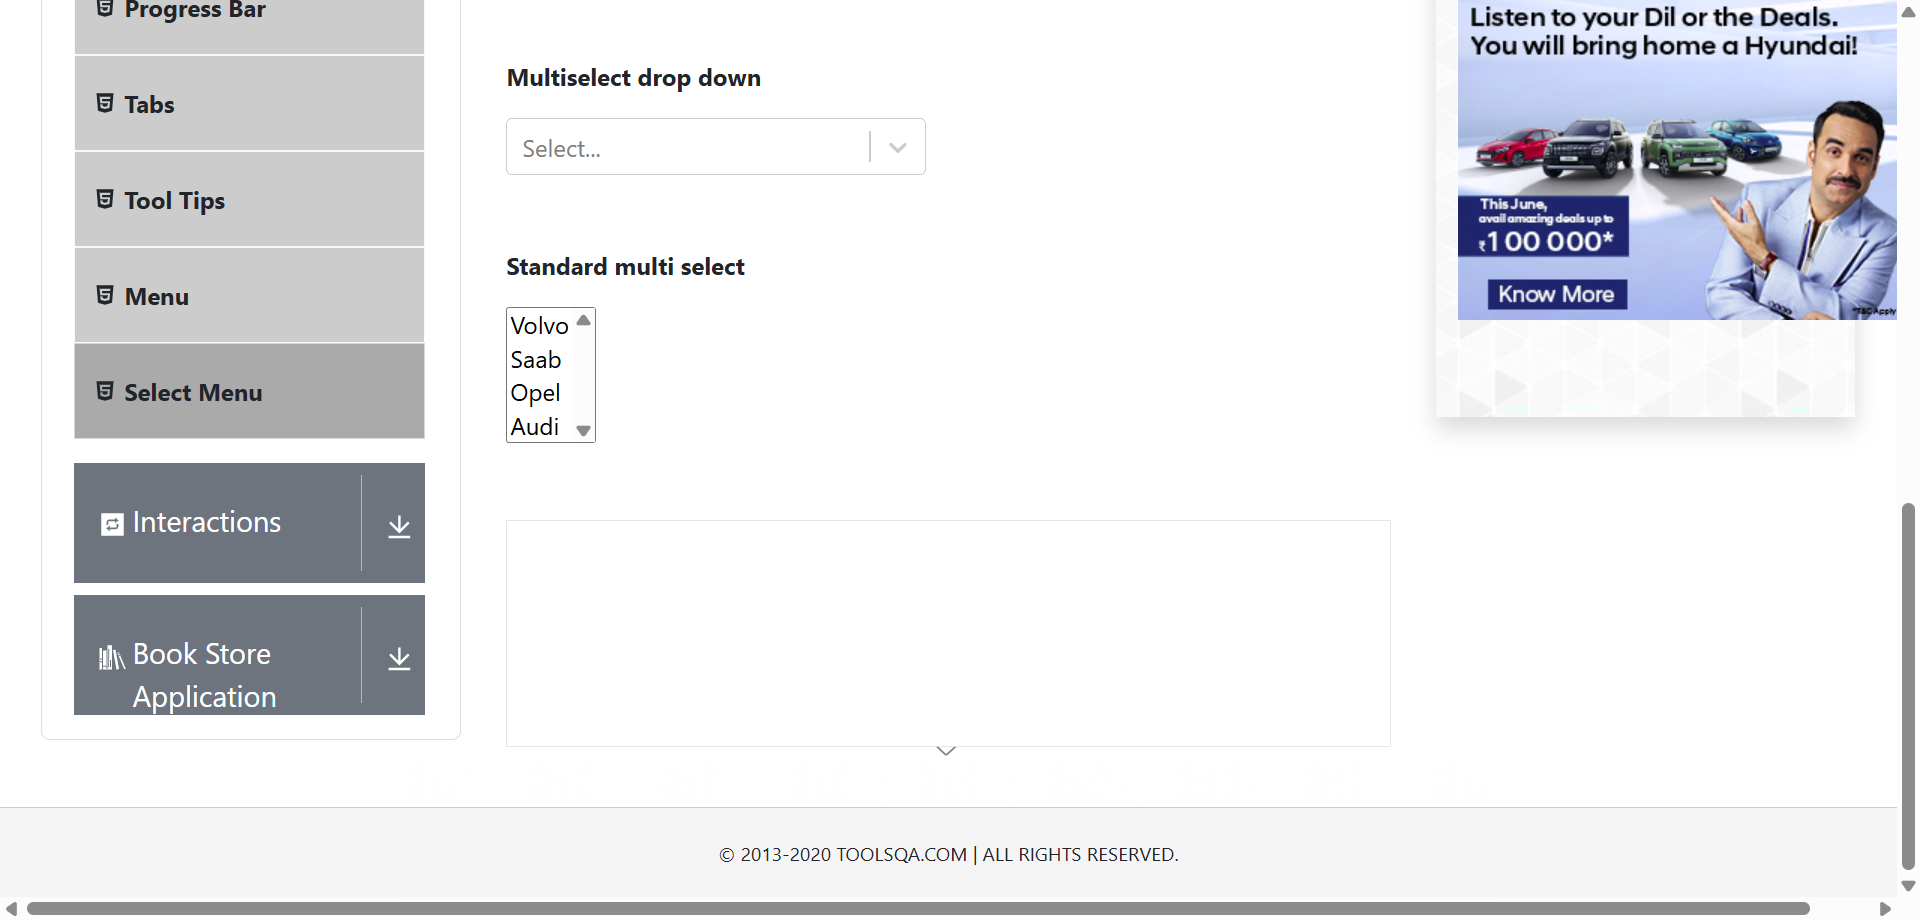 Progress Bar
Tabs
Tool Tips
Menu
Select Menu
Interactions
Book Store
Application
Multiselect drop down
Select...
Standard multi select
Volvo
Saab
Opel
Audi
Listen to your Dil or the Deals.
You will bring home a Hyundai!
This June,
avail amazing deals up to
₹100 000*
Know More
*T&C Apply
© 2013-2020 TOOLSQA.COM | ALL RIGHTS RESERVED.